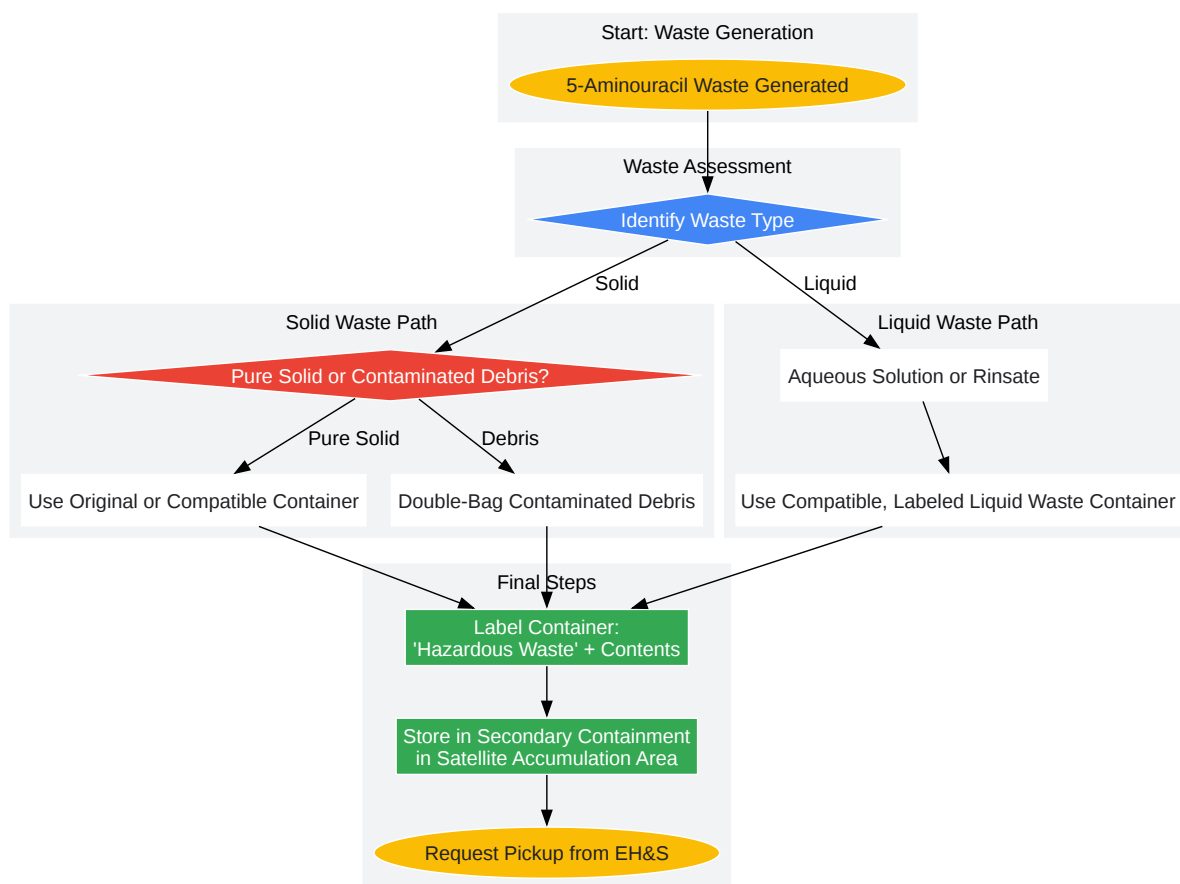 Start: Waste Generation
5-Aminouracil Waste Generated
Waste Assessment
Identify Waste Type
Solid
Liquid
Solid Waste Path
Liquid Waste Path
Pure Solid or Contaminated Debris?
Aqueous Solution or Rinsate
Pure Solid
Debris
Use Original or Compatible Container
Double-Bag Contaminated Debris
Use Compatible, Labeled Liquid Waste Container
Final Steps
Label Container:
'Hazardous Waste' + Contents
Store in Secondary Containment
in Satellite Accumulation Area
Request Pickup from EH&S